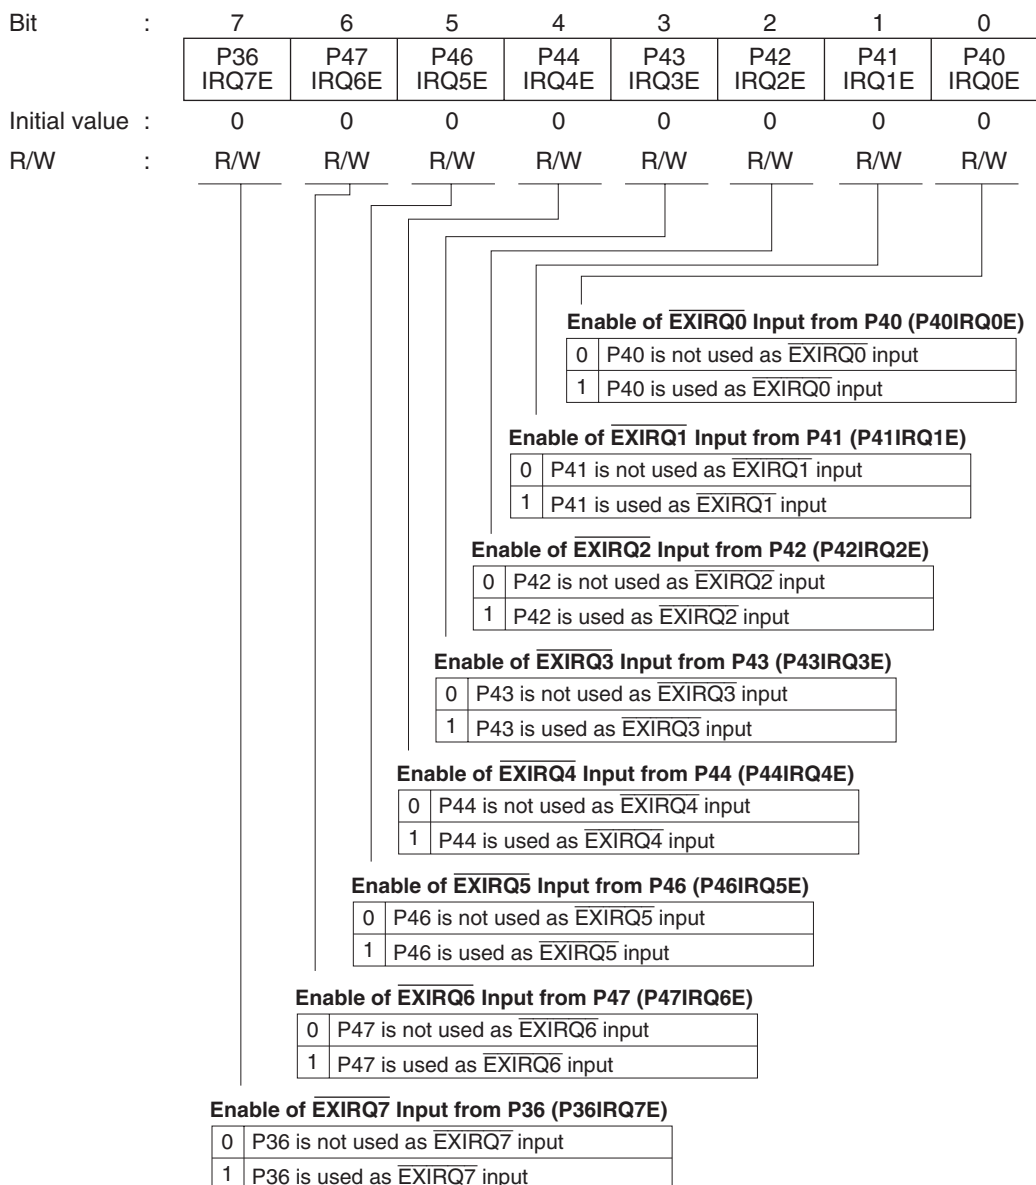 Bit : 7 6 5 4 3 2 1 0
P36 P47 P46 P44 P43 P42 P41 P40
IRQ7E IRQ6E IRQ5E IRQ4E IRQ3E IRQ2E IRQ1E IRQ0E
Initial value : 0 0 0 0 0 0 0 0
R/W : R/W R/W R/W R/W R/W R/W R/W R/W
Enable of EXIRQ0 Input from P40 (P40IRQ0E)
0 P40 is not used as EXIRQ0 input
1 P40 is used as EXIRQ0 input
Enable of EXIRQ1 Input from P41 (P41IRQ1E)
0 P41 is not used as EXIRQ1 input
1 P41 is used as EXIRQ1 input
Enable of EXIRQ2 Input from P42 (P42IRQ2E)
0 P42 is not used as EXIRQ2 input
1 P42 is used as EXIRQ2 input
Enable of EXIRQ3 Input from P43 (P43IRQ3E)
0 P43 is not used as EXIRQ3 input
1 P43 is used as EXIRQ3 input
Enable of EXIRQ4 Input from P44 (P44IRQ4E)
0 P44 is not used as EXIRQ4 input
1 P44 is used as EXIRQ4 input
Enable of EXIRQ5 Input from P46 (P46IRQ5E)
0 P46 is not used as EXIRQ5 input
1 P46 is used as EXIRQ5 input
Enable of EXIRQ6 Input from P47 (P47IRQ6E)
0 P47 is not used as EXIRQ6 input
1 P47 is used as EXIRQ6 input
Enable of EXIRQ7 Input from P36 (P36IRQ7E)
0 P36 is not used as EXIRQ7 input
1 P36 is used as EXIRQ7 input